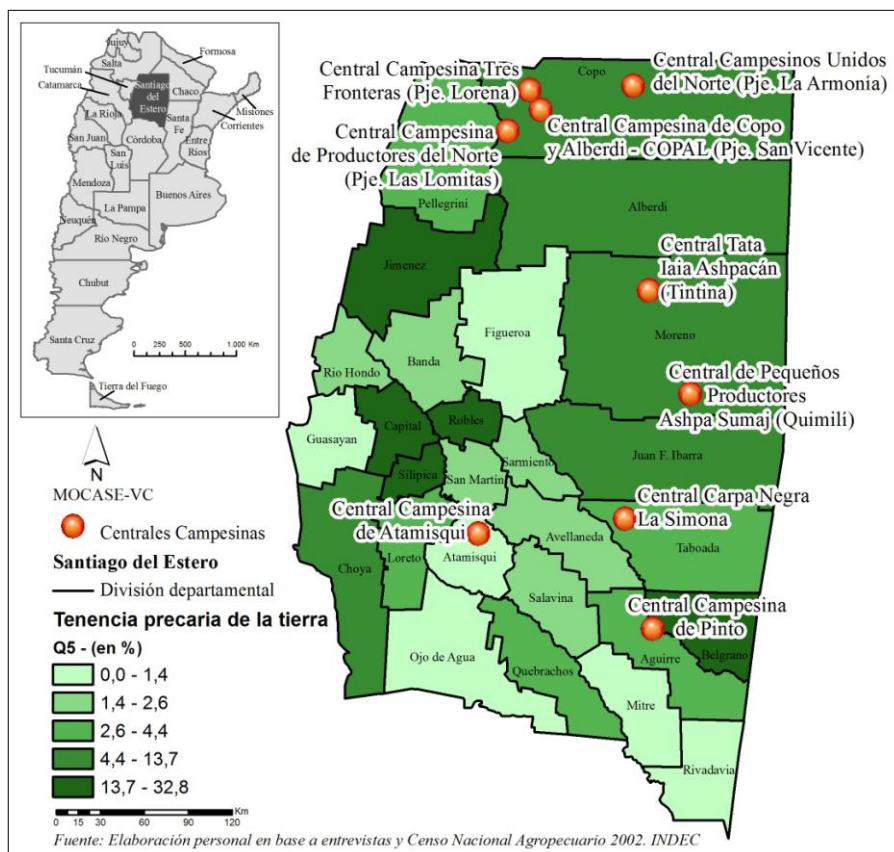 Jujuy
Salta
Formosa
Tucumán
Catamarca
Santiago
del
Estero
Chaco
Misiones
Corrientes
La Rioja
Santa
Fe
San Juan
Córdoba
Entre
Ríos
San
Luis
Mendoza
Buenos Aires
La Pampa
Neuquén
Río Negro
Chubut
Santa Cruz
Tierra del Fuego
0 500 1.000 Km
N
MOCASE-VC
Centrales Campesinas
Santiago del Estero
División departamental
Tenencia precaria de la tierra
Q5 - (en %)
0,0 - 1,4
1,4 - 2,6
2,6 - 4,4
4,4 - 13,7
13,7 - 32,8
Km
0 15 30 60 90 120
Central Campesina Tres
Fronteras (Pje. Lorena)
Copo
Central Campesinos Unidos
del Norte (Pje. La Armonía)
Central Campesina
de Productores del Norte
(Pje. Las Lomitas)
Central Campesina de Copo
y Alberdi - COPAL (Pje. San Vicente)
Pellegrini
Alberdi
Jimenez
Central Tata
Iaia Ashpacán
(Tintina)
Figueroa
Moreno
Banda
Rio Hondo
Central de Pequeños
Productores
Ashpa Sumaj (Quimilí)
Guasayan
Capital
Robles
Juan F. Ibarra
Silipica
San Martín
Sarmiento
Central Campesina
de Atamisqui
Central Carpa Negra
La Simona
Avellaneda
Taboada
Choya
Loreto
Atamisqui
Salavina
Central Campesina
de Pinto
Ojo de Agua
Quebrachos
Aguirre
Belgrano
Mitre
Rivadavia
Fuente: Elaboración personal en base a entrevistas y Censo Nacional Agropecuario 2002. INDEC